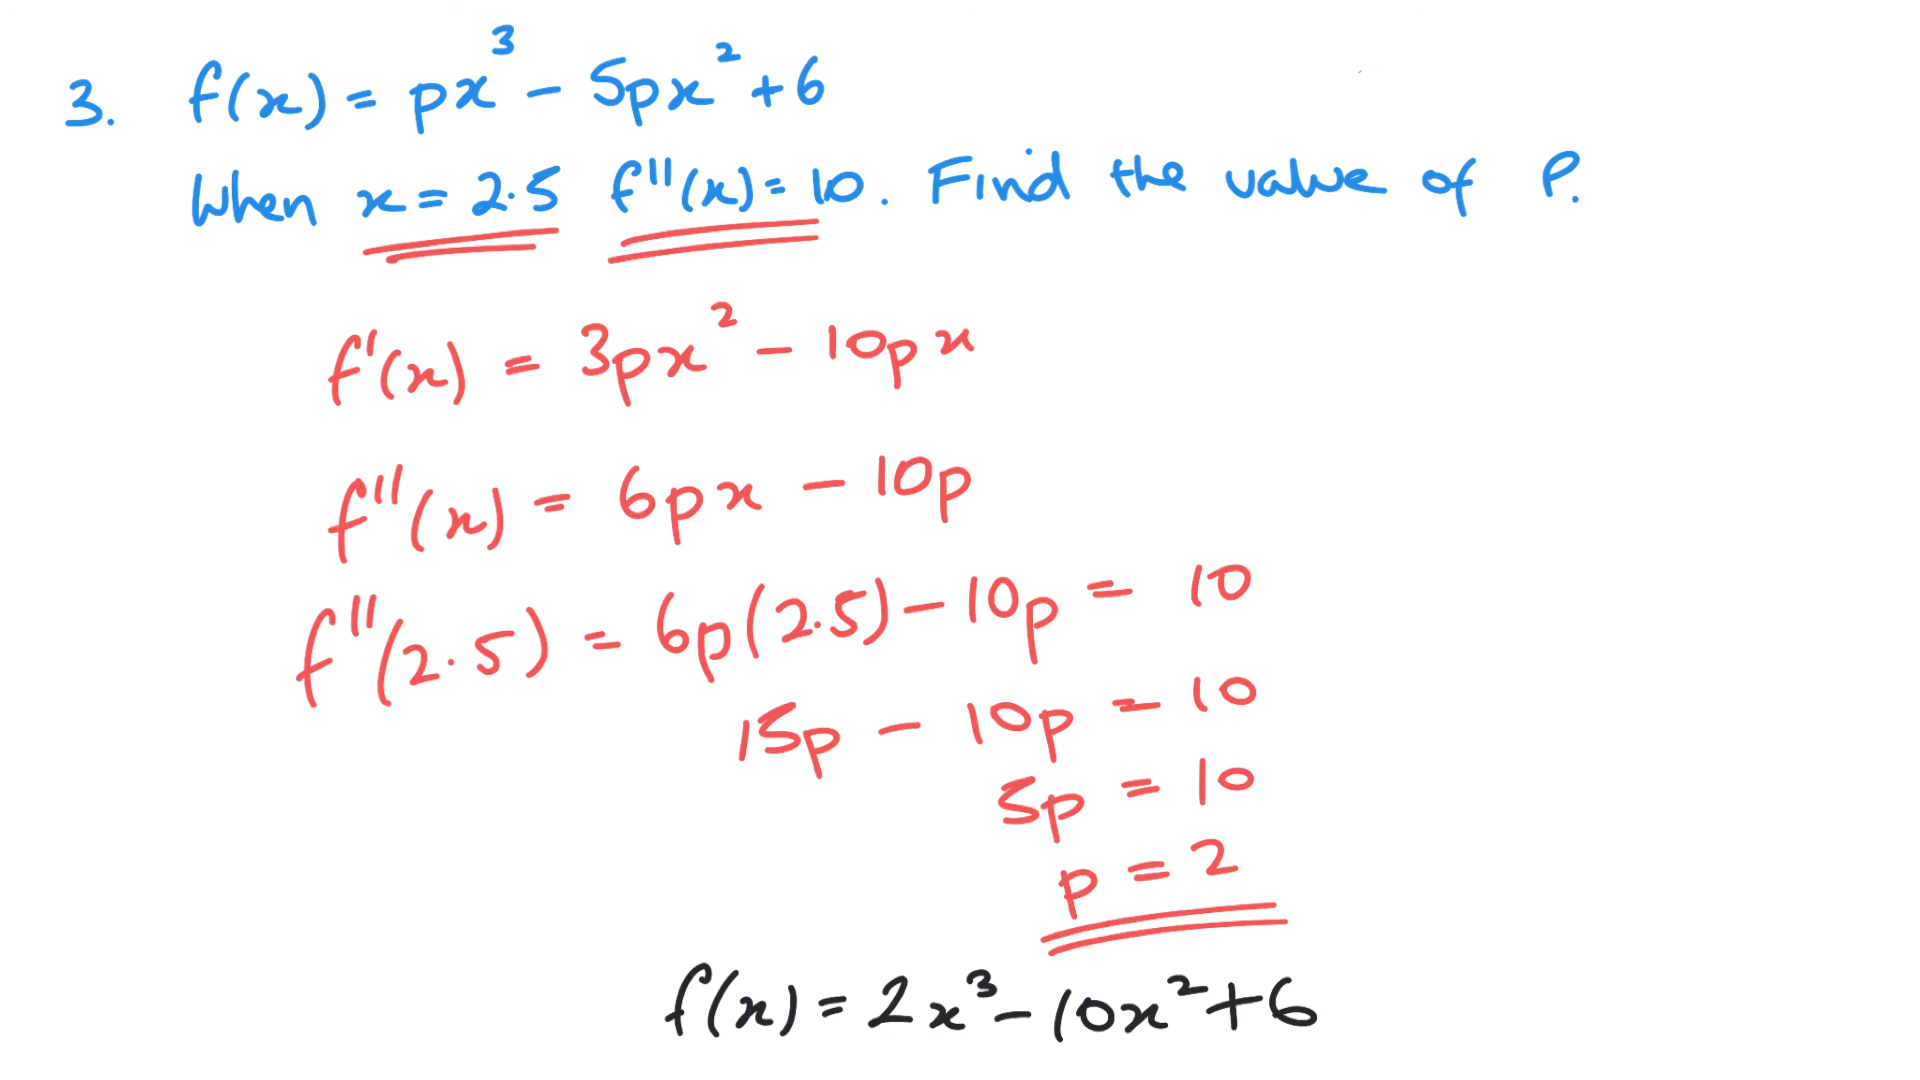 3. f(x) = px³ - 5px² + 6
When x = 2.5 f''(x) = 10. Find the value of P.
f'(x) = 3px² - 10px
f''(x) = 6px - 10p
f''(2.5) = 6p(2.5) - 10p = 10
15p - 10p = 10
5p = 10
p = 2
f(x) = 2x³ - 10x² + 6